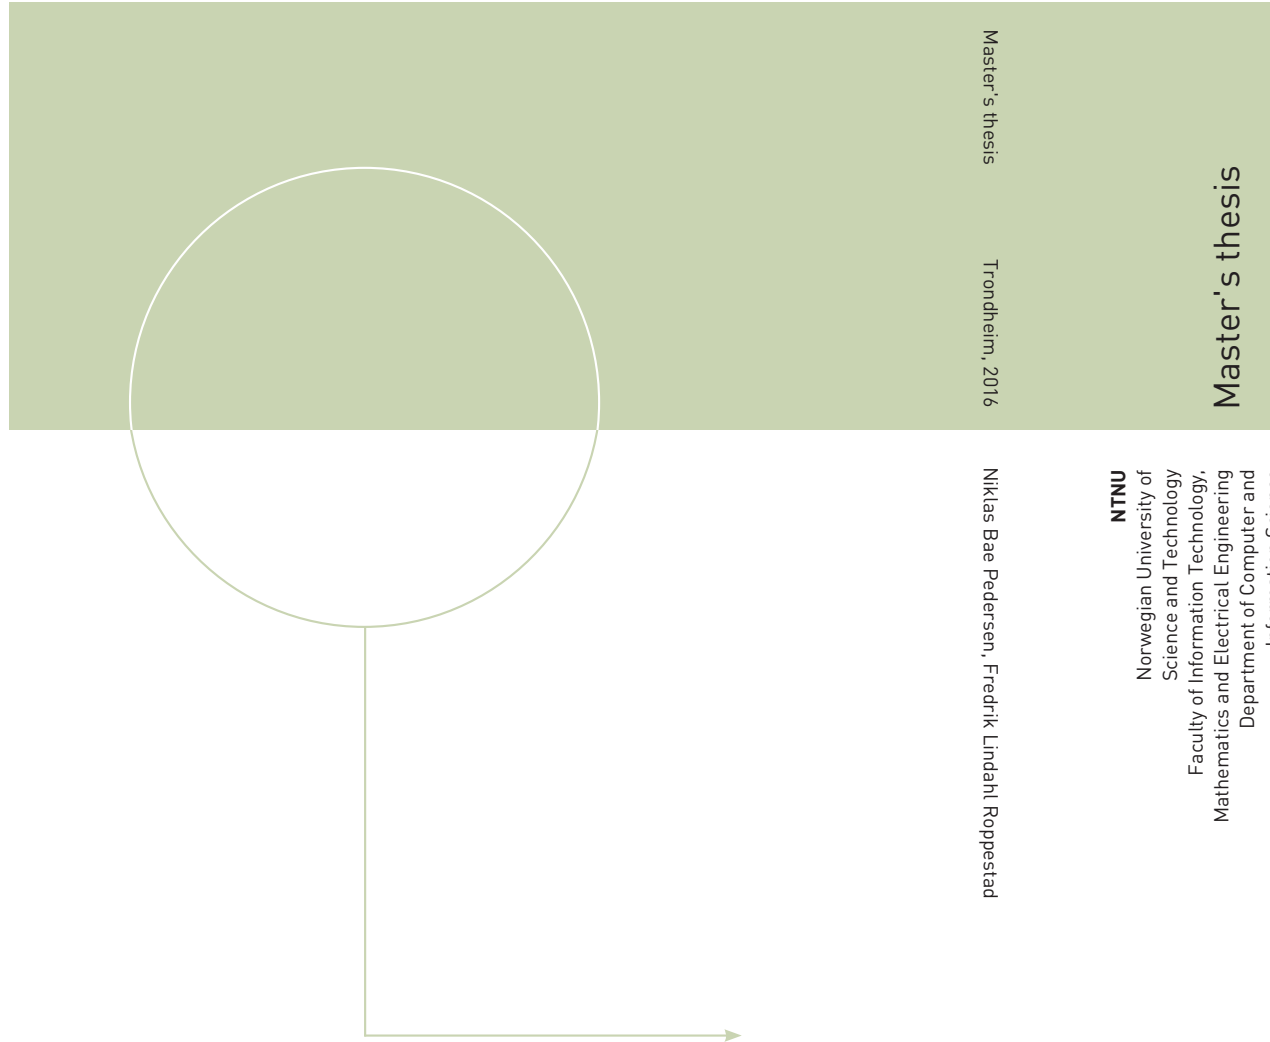 Master's thesis
Trondheim, 2016
Niklas Bae Pedersen, Fredrik Lindahl Roppestad
Master's thesis
NTNU
Norwegian University of
Science and Technology
Faculty of Information Technology,
Mathematics and Electrical Engineering
Department of Computer and